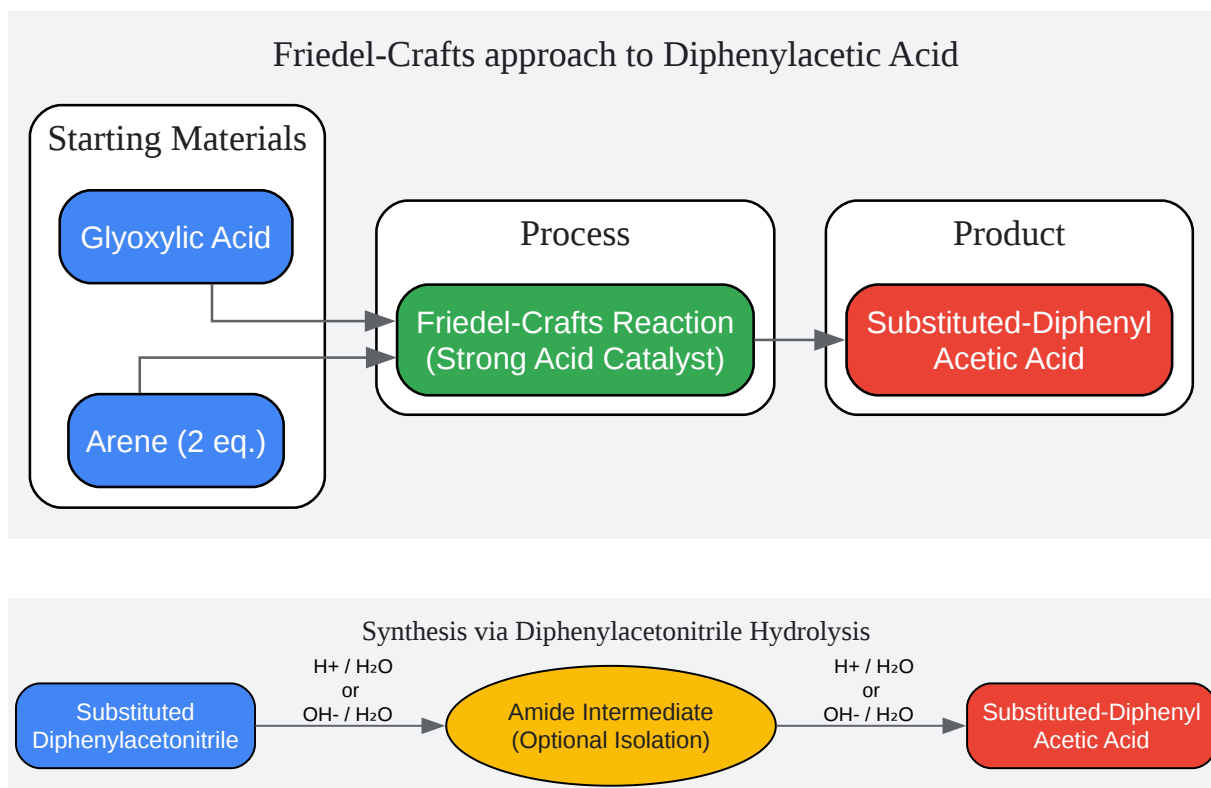 Friedel-Crafts approach to Diphenylacetic Acid
Starting Materials
Glyoxylic Acid
Arene (2 eq.)
Process
Friedel-Crafts Reaction
(Strong Acid Catalyst)
Product
Substituted-Diphenyl
Acetic Acid
Synthesis via Diphenylacetonitrile Hydrolysis
Substituted
Diphenylacetonitrile
H+ / H₂O
or
OH- / H₂O
Amide Intermediate
(Optional Isolation)
H+ / H₂O
or
OH- / H₂O
Substituted-Diphenyl
Acetic Acid